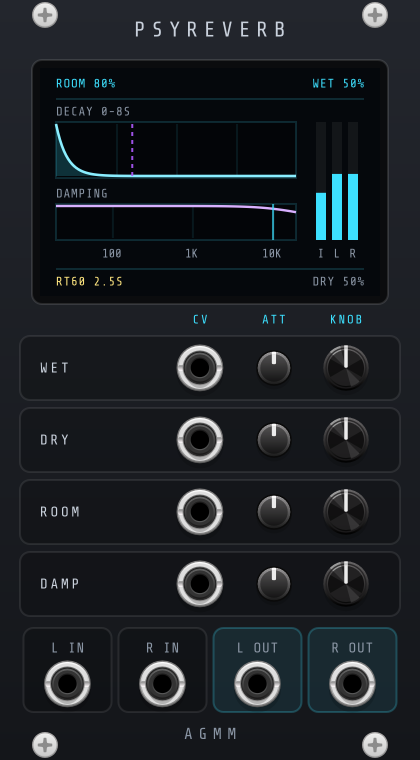 PSYREVERB
ROOM 80% WET 50%
DECAY 0-8S
DAMPING
100 1K 10K I L R
RT60 2.5S DRY 50%
CV ATT KNOB
WET
DRY
ROOM
DAMP
L IN R IN L OUT R OUT
AGMM